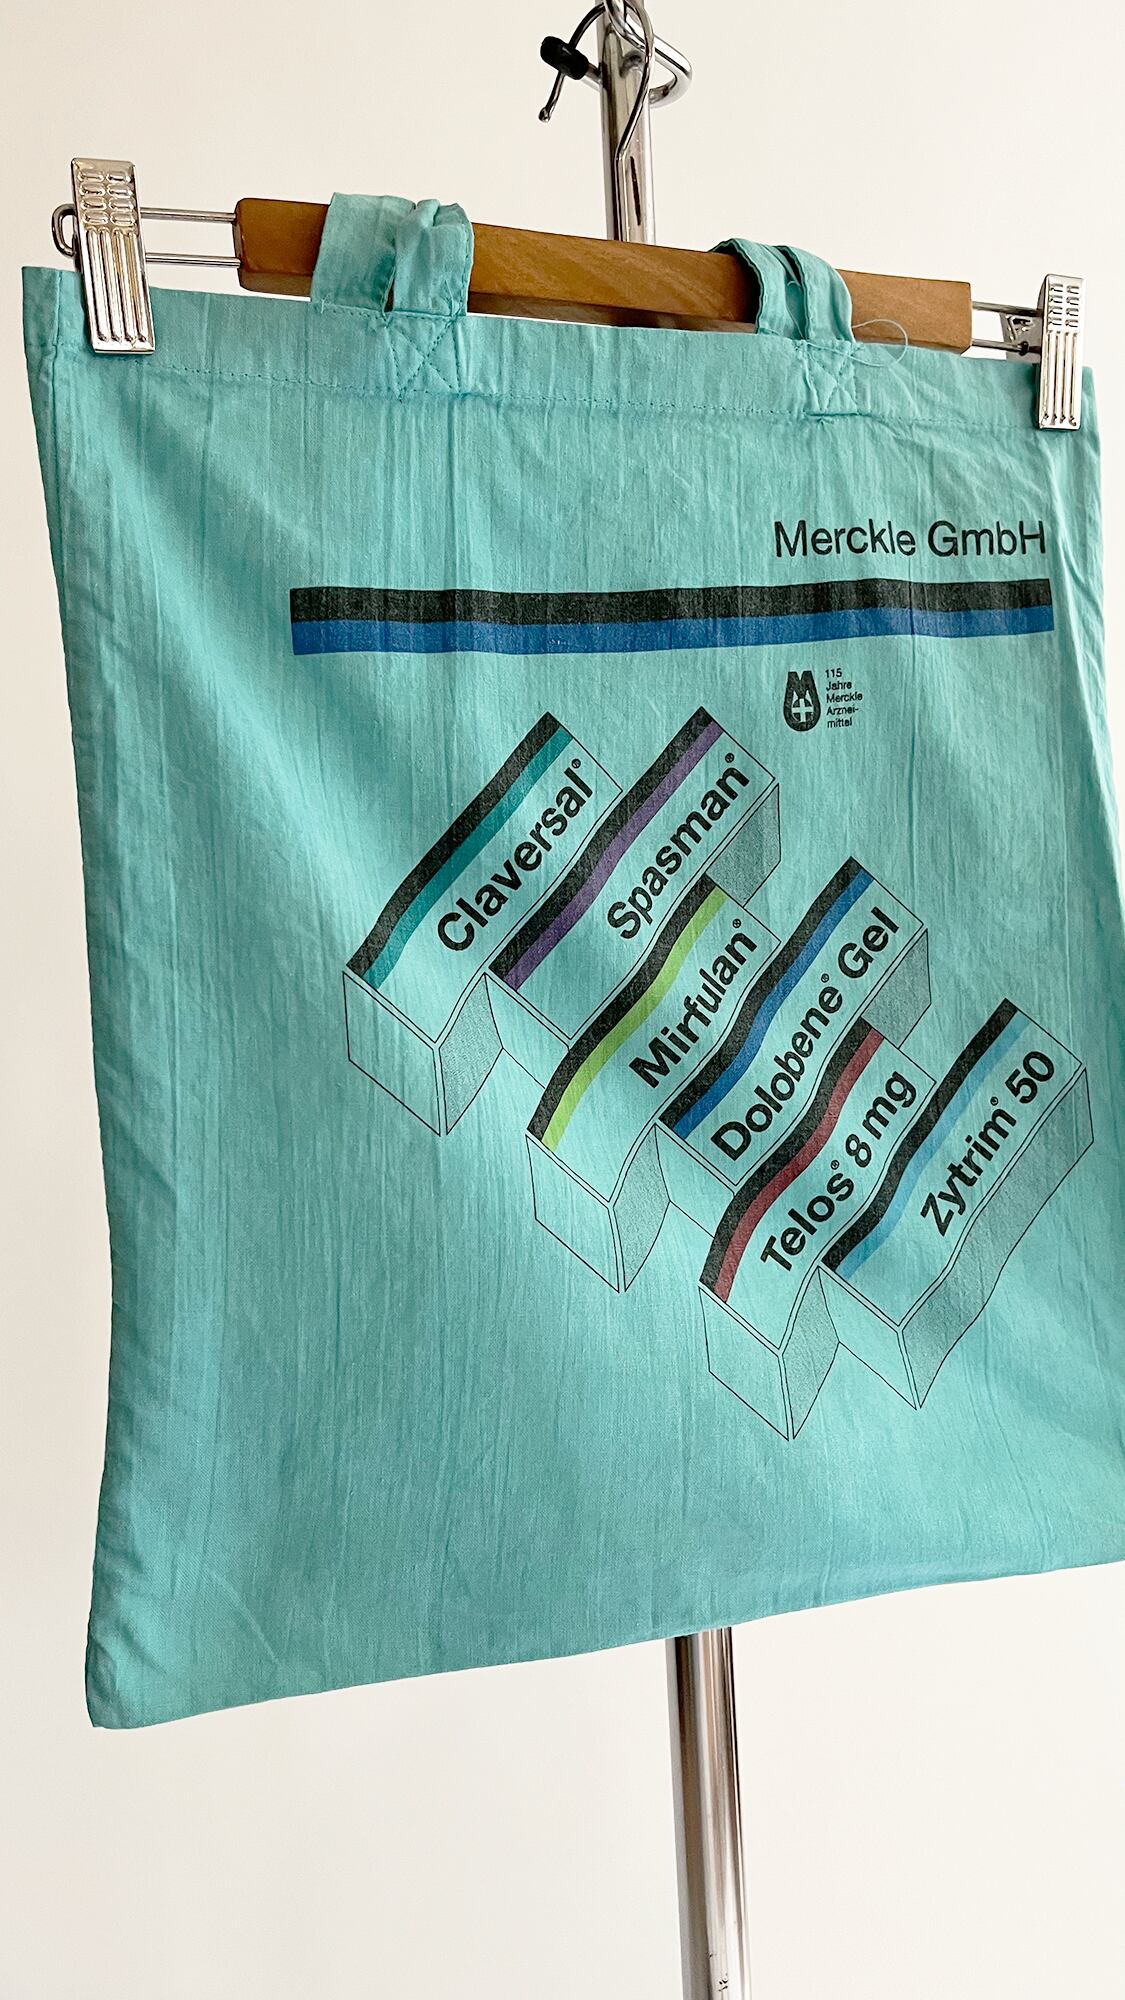 Merckle GmbH
115
Jahre
Merckle
Arznei-
mittel
Claversal®
Spasman®
Mirfulan®
Dolobene® Gel
Telos® 8 mg
Zytrim® 50